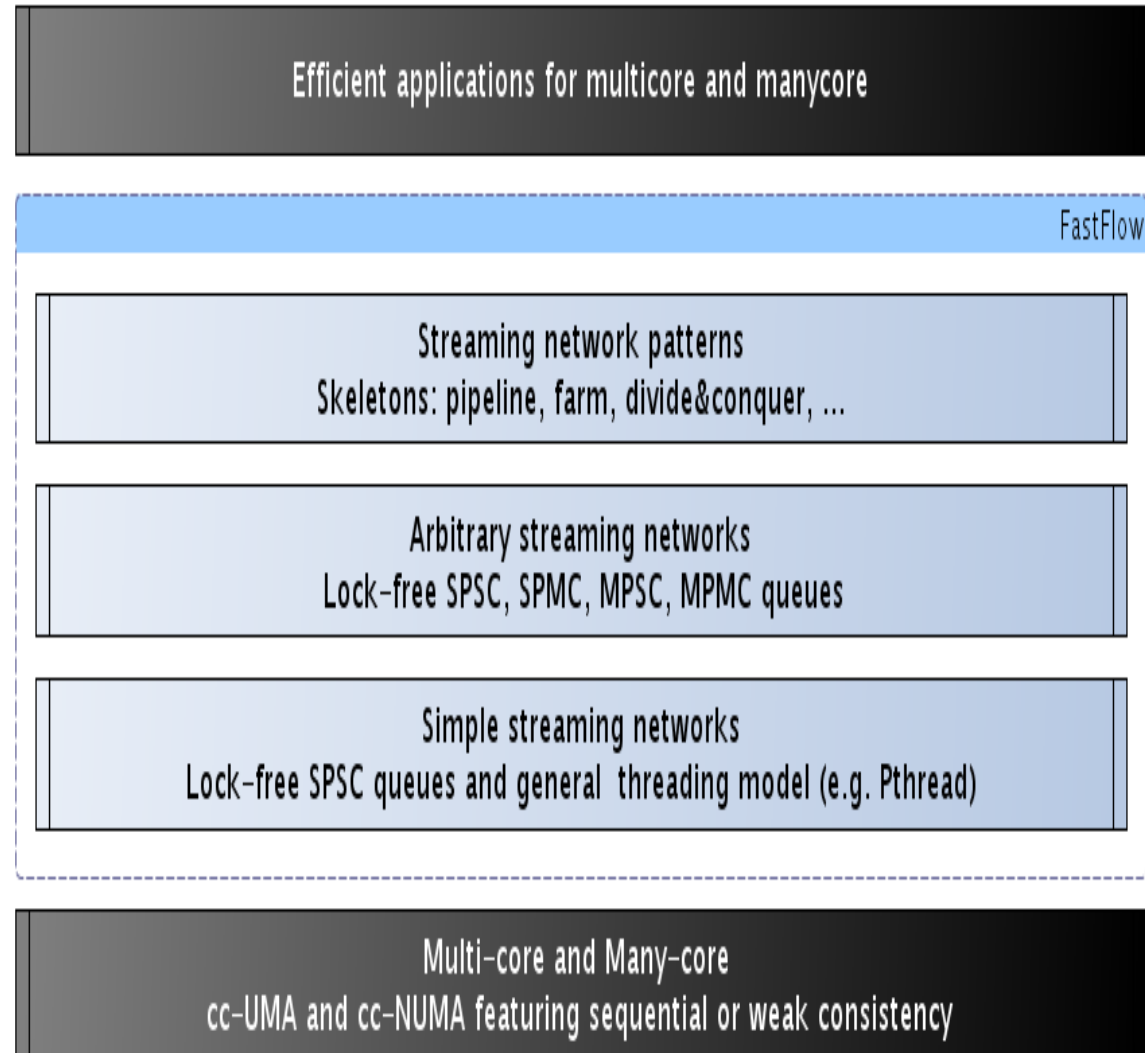 Efficient applications for multicore and manycore
FastFlow
Streaming network patterns
Skeletons: pipeline, farm, divide&conquer, ...
Arbitrary streaming networks
Lock-free SPSC, SPMC, MPSC, MPMC queues
Simple streaming networks
Lock-free SPSC queues and general threading model (e.g. Pthread)
Multi-core and Many-core
cc-UMA and cc-NUMA featuring sequential or weak consistency